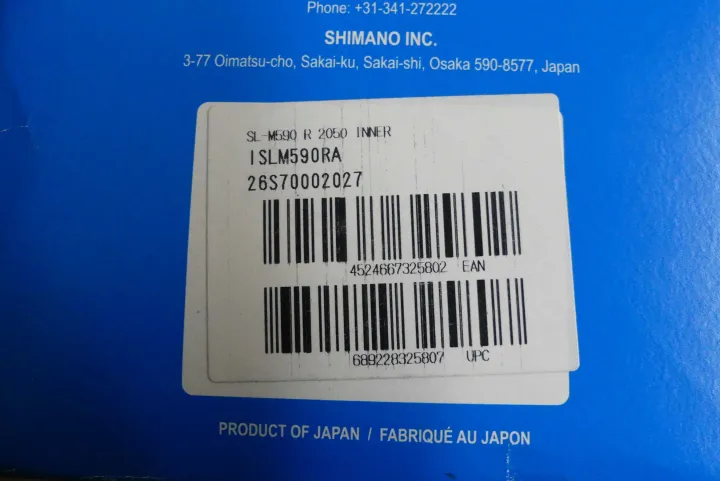 Phone: +31-341-272222
SHIMANO INC.
3-77 Oimatsu-cho, Sakai-ku, Sakai-shi, Osaka 590-8577, Japan
SL-M590 R 2050 INNER
ISLM590RA
26S70002027
4524667325802 EAN
689228325807 UPC
PRODUCT OF JAPAN / FABRIQUÉ AU JAPON